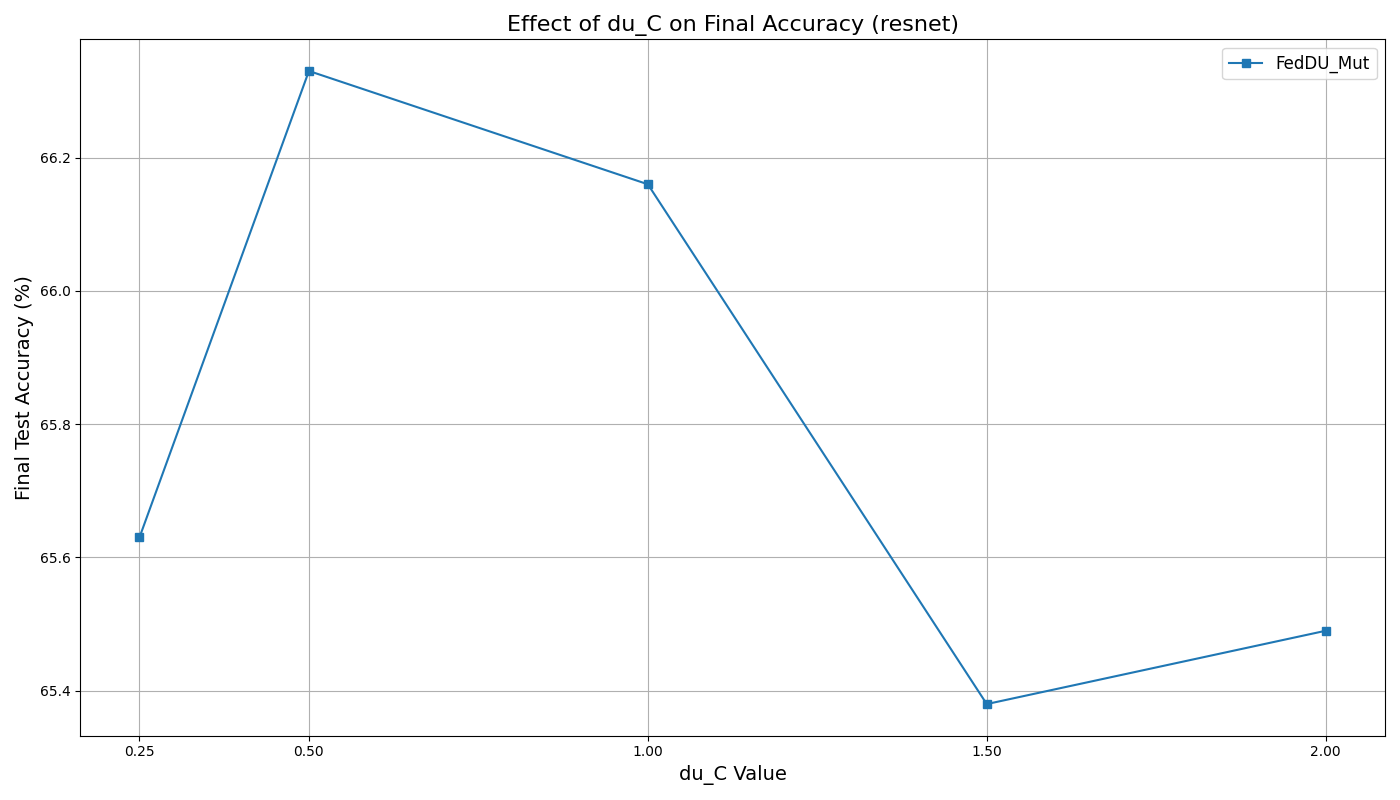 Effect of du_C on Final Accuracy (resnet)
FedDU_Mut
Final Test Accuracy (%)
66.2
66.0
65.8
65.6
65.4
0.25 0.50 1.00 1.50 2.00
du_C Value